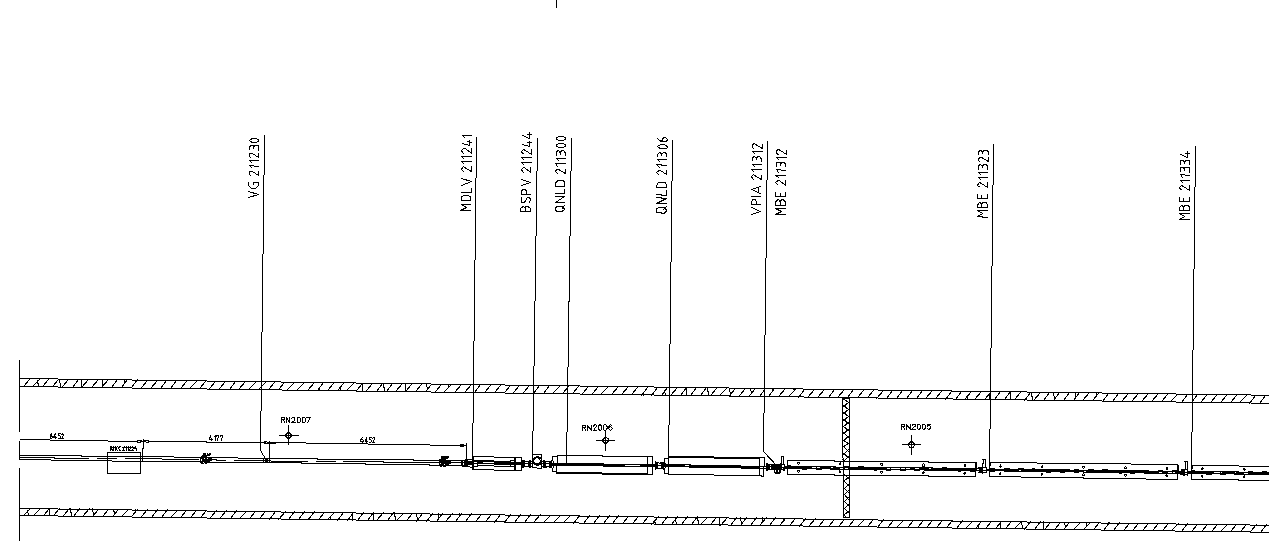 VG 211230
MDLV 211241
BSPV 211244
QNLD 211300
QNLD 211306
VPIA 211312
MBE 211312
MBE 211323
MBE 211334
RN2007
RN2006
RN2005
6452
4177
6452